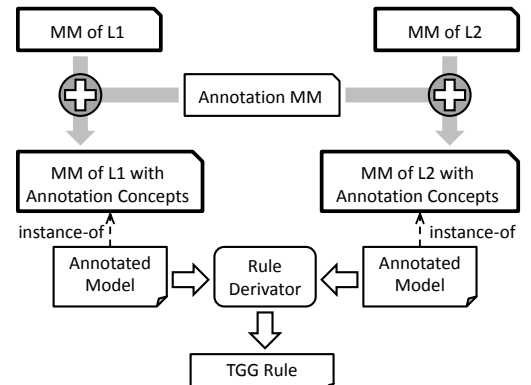 MM of L1
MM of L2
Annotation MM
MM of L1 with
Annotation Concepts
MM of L2 with
Annotation Concepts
instance-of
instance-of
Annotated
Model
Rule
Derivator
Annotated
Model
TGG Rule